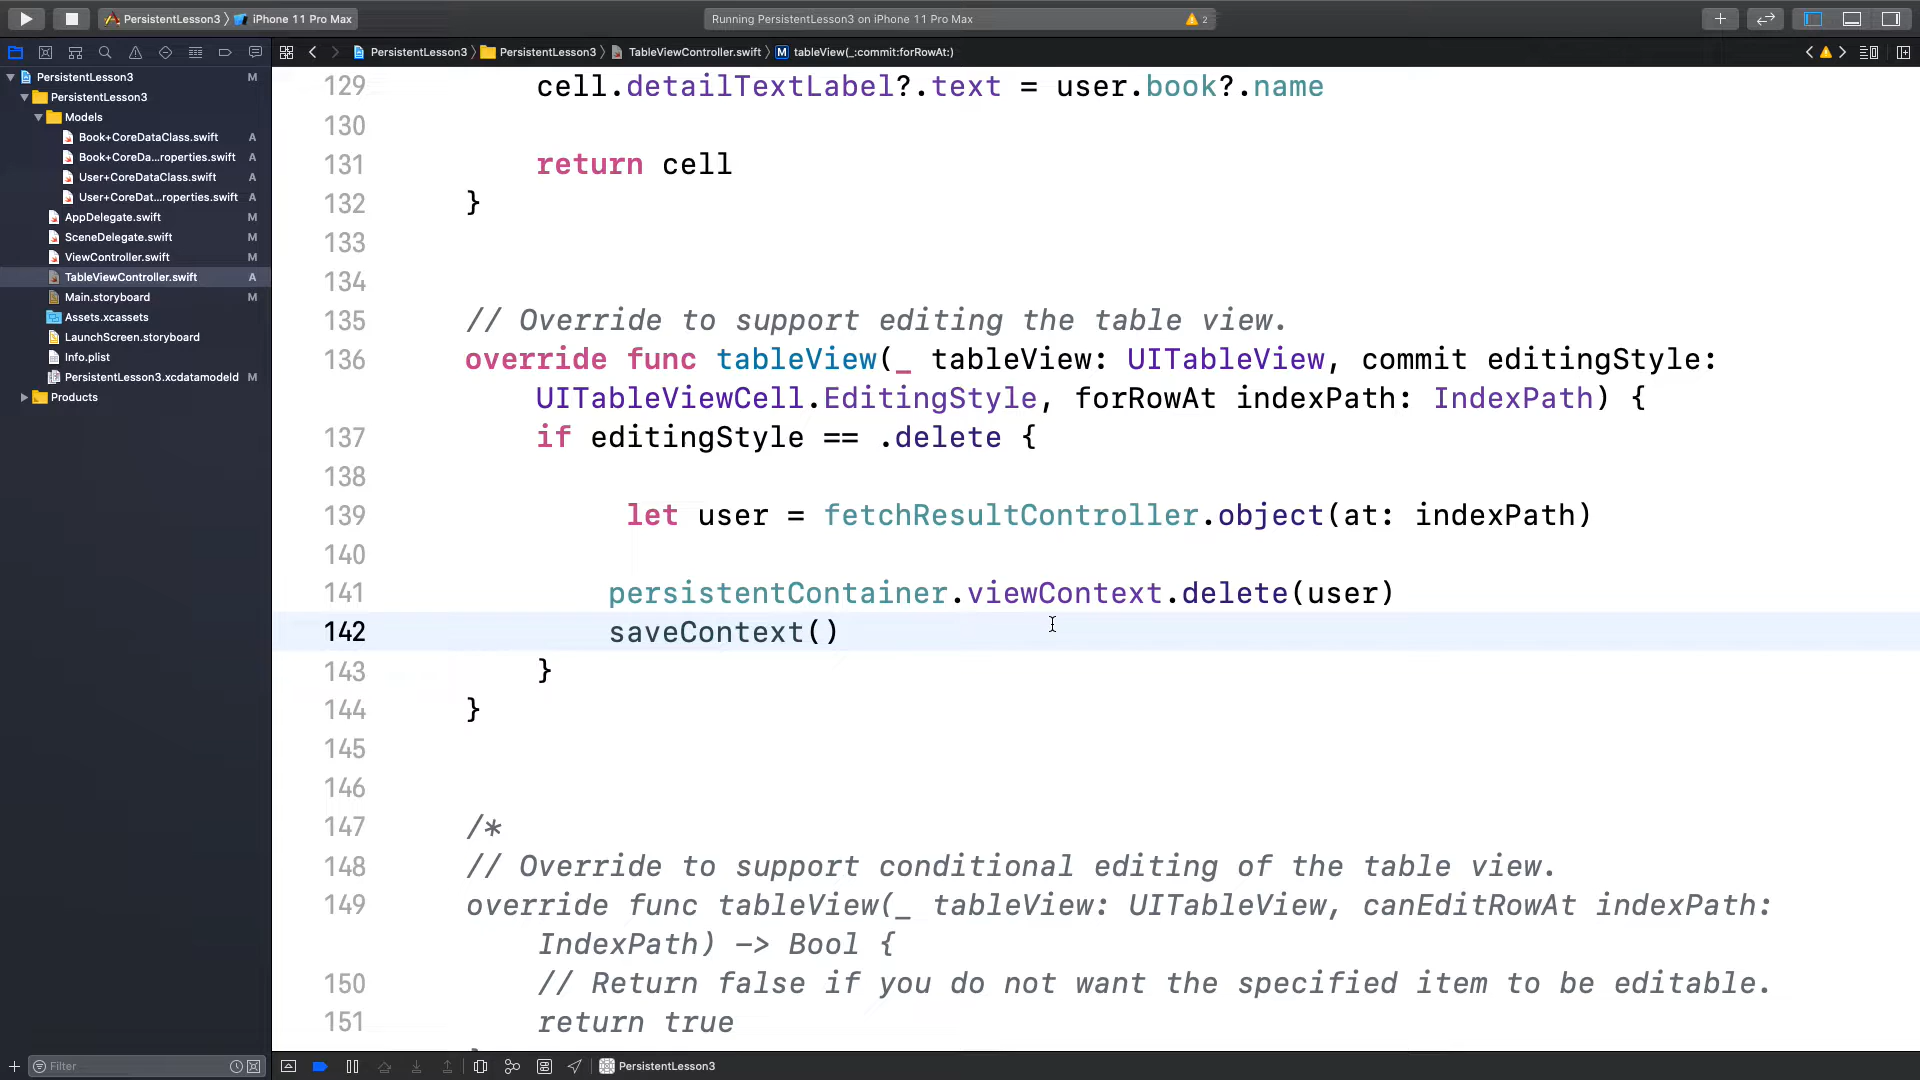 PersistentLesson3 〉 iPhone 11 Pro Max
Running PersistentLesson3 on iPhone 11 Pro Max
2
PersistentLesson3 〉 PersistentLesson3 〉 TableViewController.swift 〉 M tableView(_:commit:forRowAt:)
PersistentLesson3 M
PersistentLesson3
Models
Book+CoreDataClass.swift A
Book+CoreDa...roperties.swift A
User+CoreDataClass.swift A
User+CoreDat...roperties.swift A
AppDelegate.swift M
SceneDelegate.swift M
ViewController.swift M
TableViewController.swift A
Main.storyboard M
Assets.xcassets
LaunchScreen.storyboard
Info.plist
PersistentLesson3.xcdatamodeld M
Products
129 cell.detailTextLabel?.text = user.book?.name
130
131 return cell
132 }
133
134
135 // Override to support editing the table view.
136 override func tableView(_ tableView: UITableView, commit editingStyle:
UITableViewCell.EditingStyle, forRowAt indexPath: IndexPath) {
137 if editingStyle == .delete {
138
139 let user = fetchResultController.object(at: indexPath)
140
141 persistentContainer.viewContext.delete(user)
142 saveContext()
143 }
144 }
145
146
147 /*
148 // Override to support conditional editing of the table view.
149 override func tableView(_ tableView: UITableView, canEditRowAt indexPath:
IndexPath) -> Bool {
150 // Return false if you do not want the specified item to be editable.
151 return true
Filter
PersistentLesson3